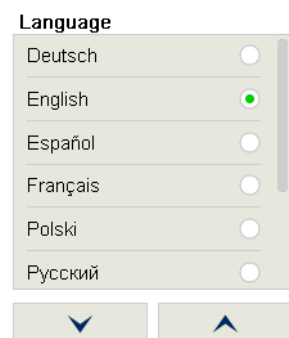 Language
Deutsch
English
Español
Français
Polski
Русский